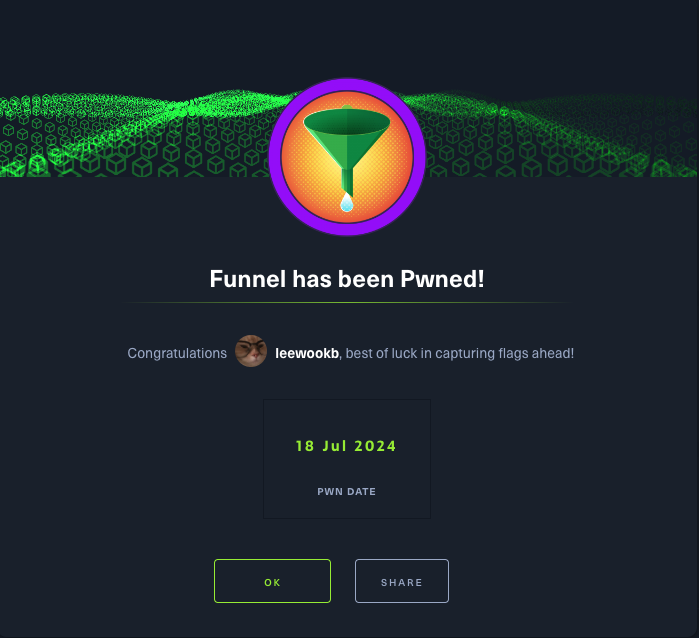 Funnel has been Pwned!
Congratulations leewookb, best of luck in capturing flags ahead!
18 Jul 2024
PWN DATE
OK SHARE